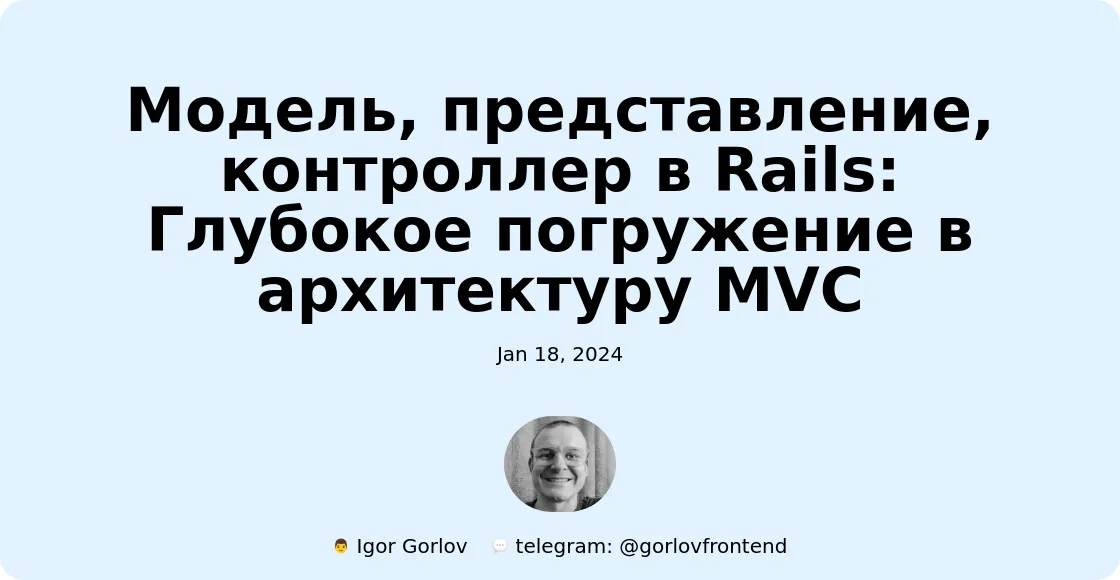 Модель, представление,
контроллер в Rails:
Глубокое погружение в
архитектуру MVC
Jan 18, 2024
👨 Igor Gorlov 💬 telegram: @gorlovfrontend